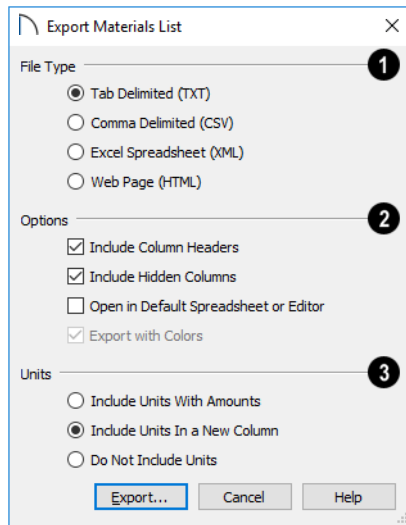 Export Materials List
File Type 1
Tab Delimited (TXT)
Comma Delimited (CSV)
Excel Spreadsheet (XML)
Web Page (HTML)
Options 2
Include Column Headers
Include Hidden Columns
Open in Default Spreadsheet or Editor
Export with Colors
Units 3
Include Units With Amounts
Include Units In a New Column
Do Not Include Units
Export... Cancel Help